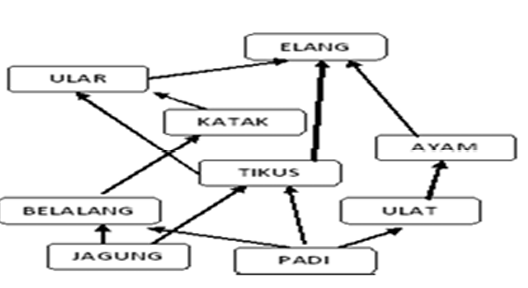 ELANG
ULAR
KATAK
AYAM
TIKUS
BELALANG
ULAT
JAGUNG
PADI